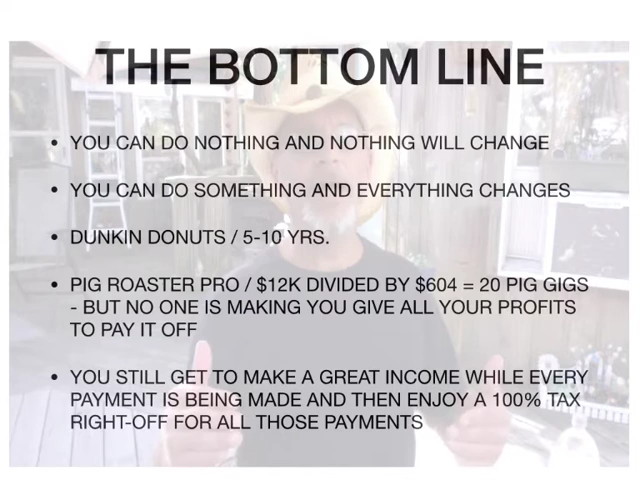 THE BOTTOM LINE
• YOU CAN DO NOTHING AND NOTHING WILL CHANGE
• YOU CAN DO SOMETHING AND EVERYTHING CHANGES
• DUNKIN DONUTS / 5-10 YRS.
• PIG ROASTER PRO / $12K DIVIDED BY $604 = 20 PIG GIGS
- BUT NO ONE IS MAKING YOU GIVE ALL YOUR PROFITS
TO PAY IT OFF
• YOU STILL GET TO MAKE A GREAT INCOME WHILE EVERY
PAYMENT IS BEING MADE AND THEN ENJOY A 100% TAX
RIGHT-OFF FOR ALL THOSE PAYMENTS